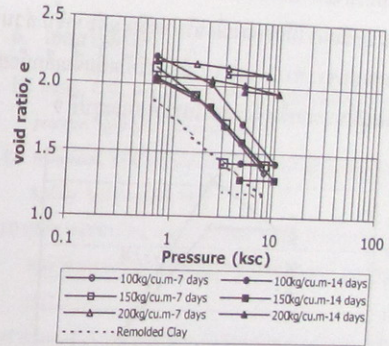 2.5
2.0
1.5
1.0
void ratio, e
0.1 1 10 100
Pressure (ksc)
100kg/cu.m-7 days 100kg/cu.m-14 days
150kg/cu.m-7 days 150kg/cu.m-14 days
200kg/cu.m-7 days 200kg/cu.m-14 days
Remolded Clay